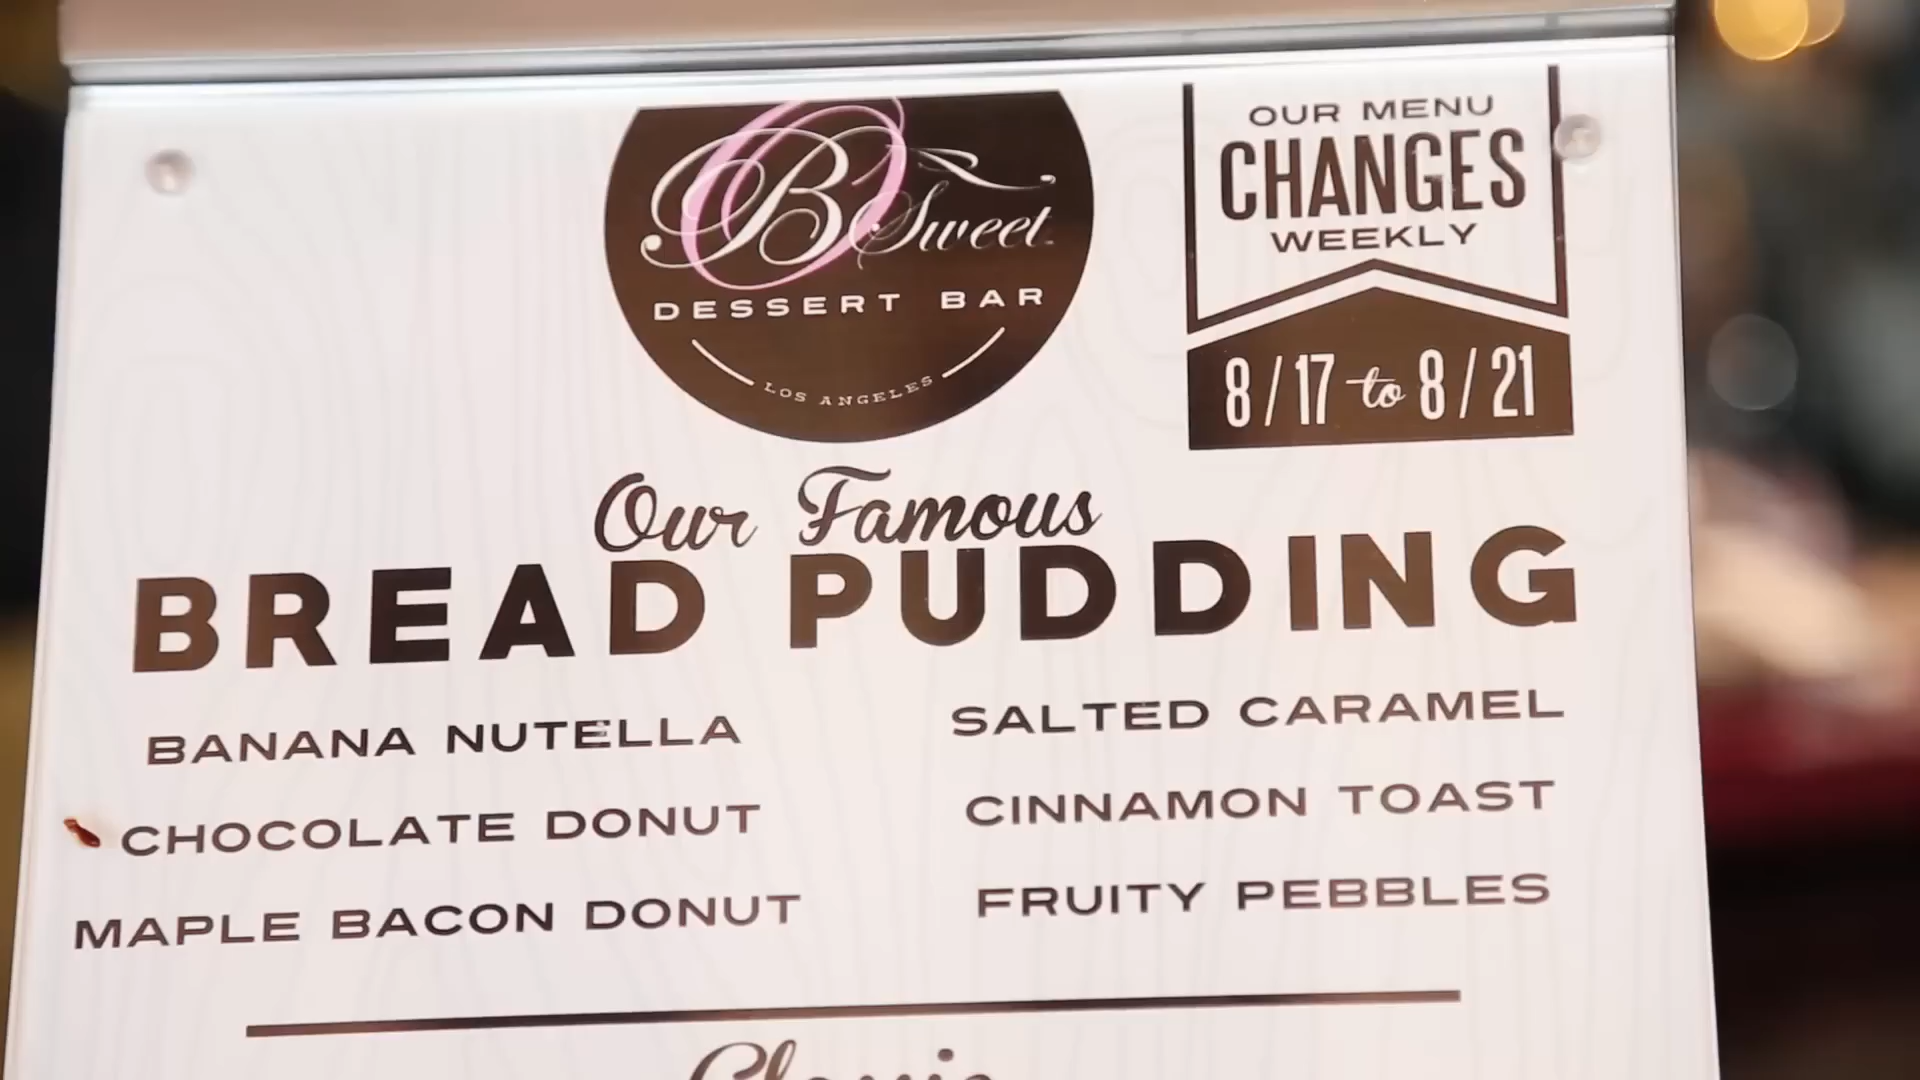 B Sweet
DESSERT BAR
LOS ANGELES
OUR MENU
CHANGES
WEEKLY
8/17 to 8/21
Our Famous
BREAD PUDDING
BANANA NUTELLA
CHOCOLATE DONUT
MAPLE BACON DONUT
SALTED CARAMEL
CINNAMON TOAST
FRUITY PEBBLES
Classic